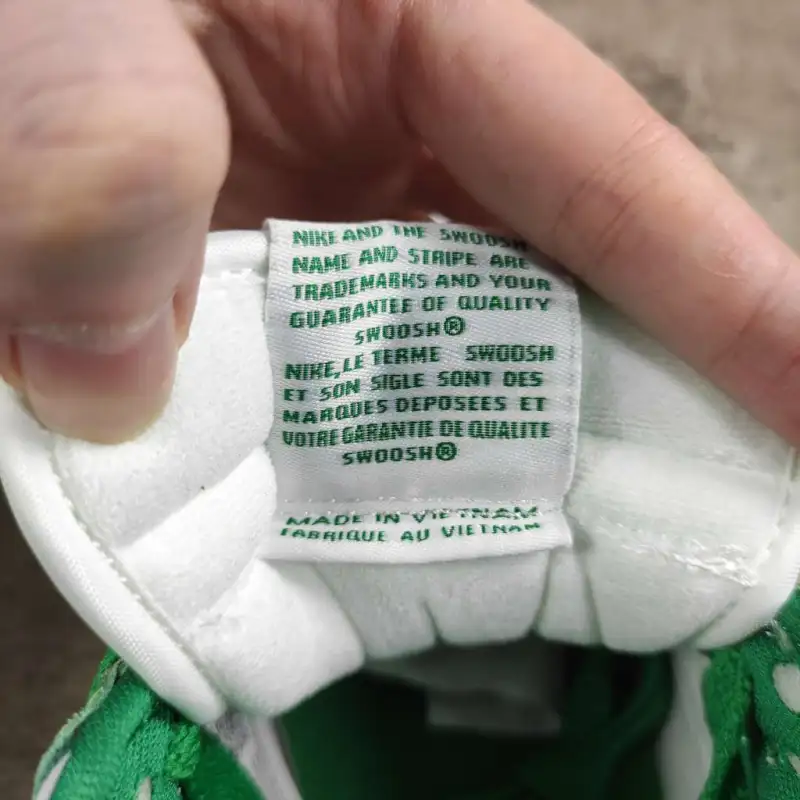 NIKE AND THE SWOOSH
NAME AND STRIPE ARE
TRADEMARKS AND YOUR
GUARANTEE OF QUALITY
SWOOSH®
NIKE, LE TERME SWOOSH
ET SON SIGLE SONT DES
MARQUES DEPOSEES ET
VOTRE GARANTIE DE QUALITE
SWOOSH®
MADE IN VIETNAM
FABRIQUE AU VIETNAM